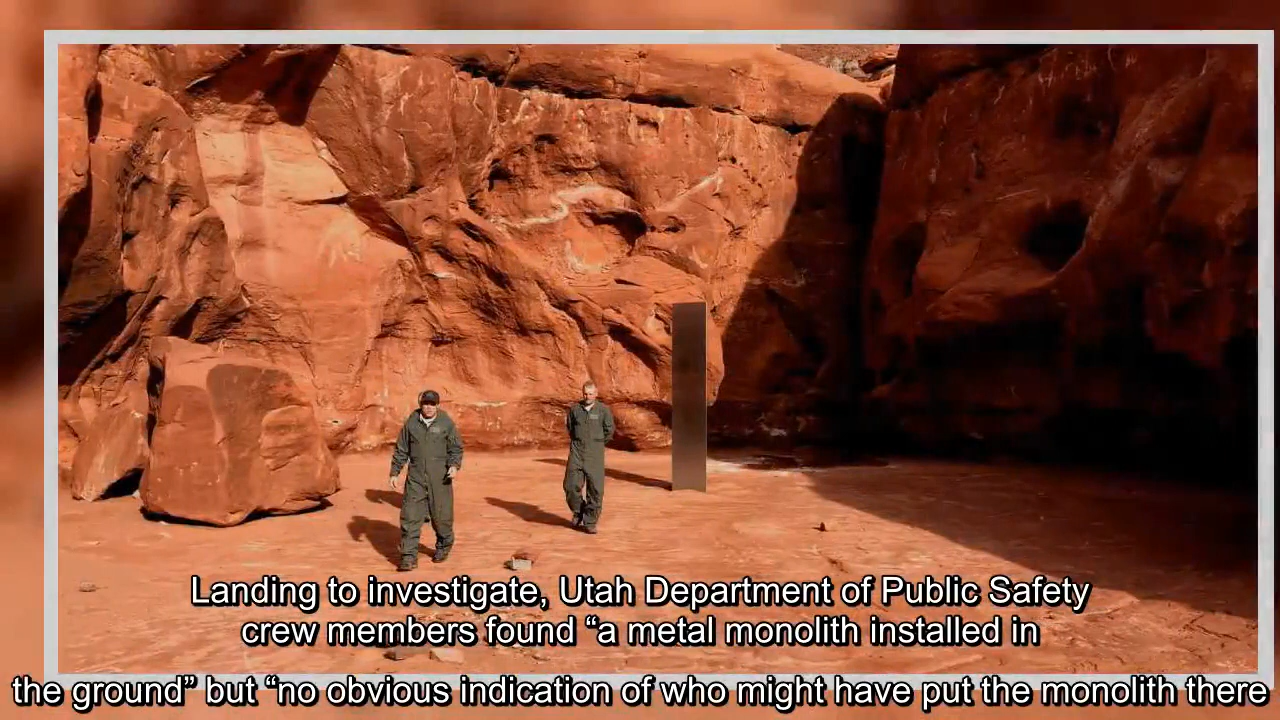 Landing to investigate, Utah Department of Public Safety
crew members found “a metal monolith installed in
the ground” but “no obvious indication of who might have put the monolith there